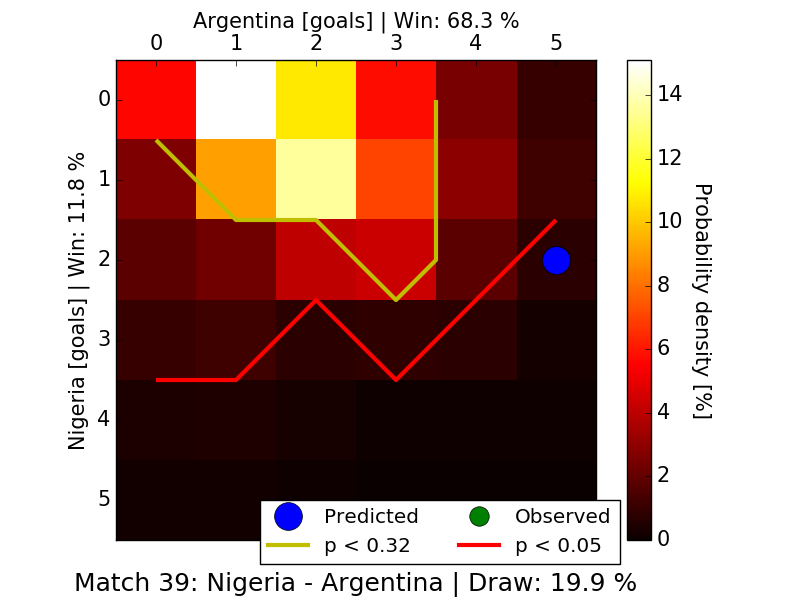 Argentina [goals] | Win: 68.3 %
0 1 2 3 4 5
Nigeria [goals] | Win: 11.8 %
0
1
2
3
4
5
14
12
10
8
6
4
2
0
Probability density [%]
Predicted
Observed
p < 0.32
p < 0.05
Match 39: Nigeria - Argentina | Draw: 19.9 %